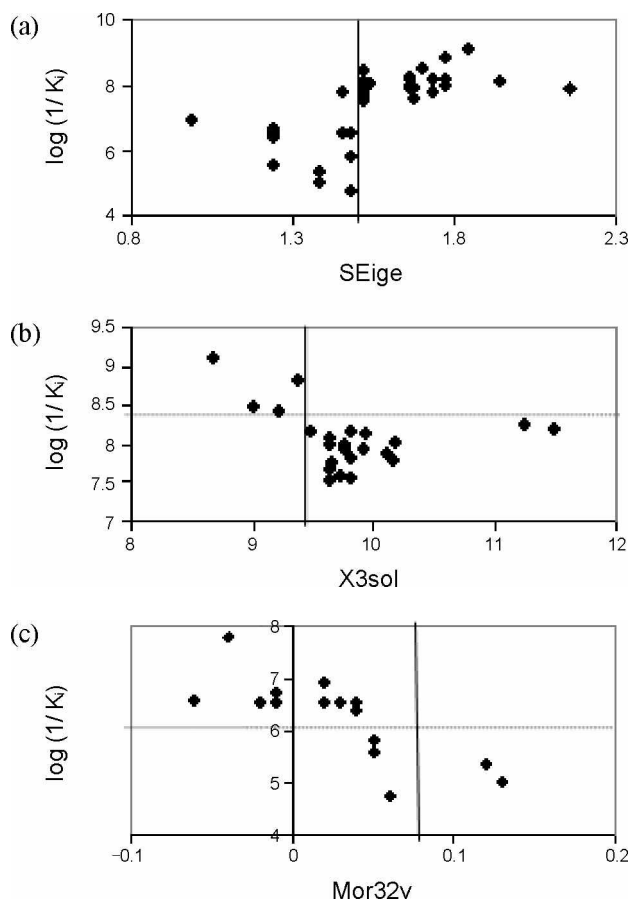 (a)
log (1/ Ki)
10
8
6
4
0.8 1.3 1.8 2.3
SEige
(b)
log (1/ Ki)
9.5
9
8.5
8
7.5
7
8 9 10 11 12
X3sol
(c)
log (1/ Ki)
8
7
6
5
4
−0.1 0 0.1 0.2
Mor32v